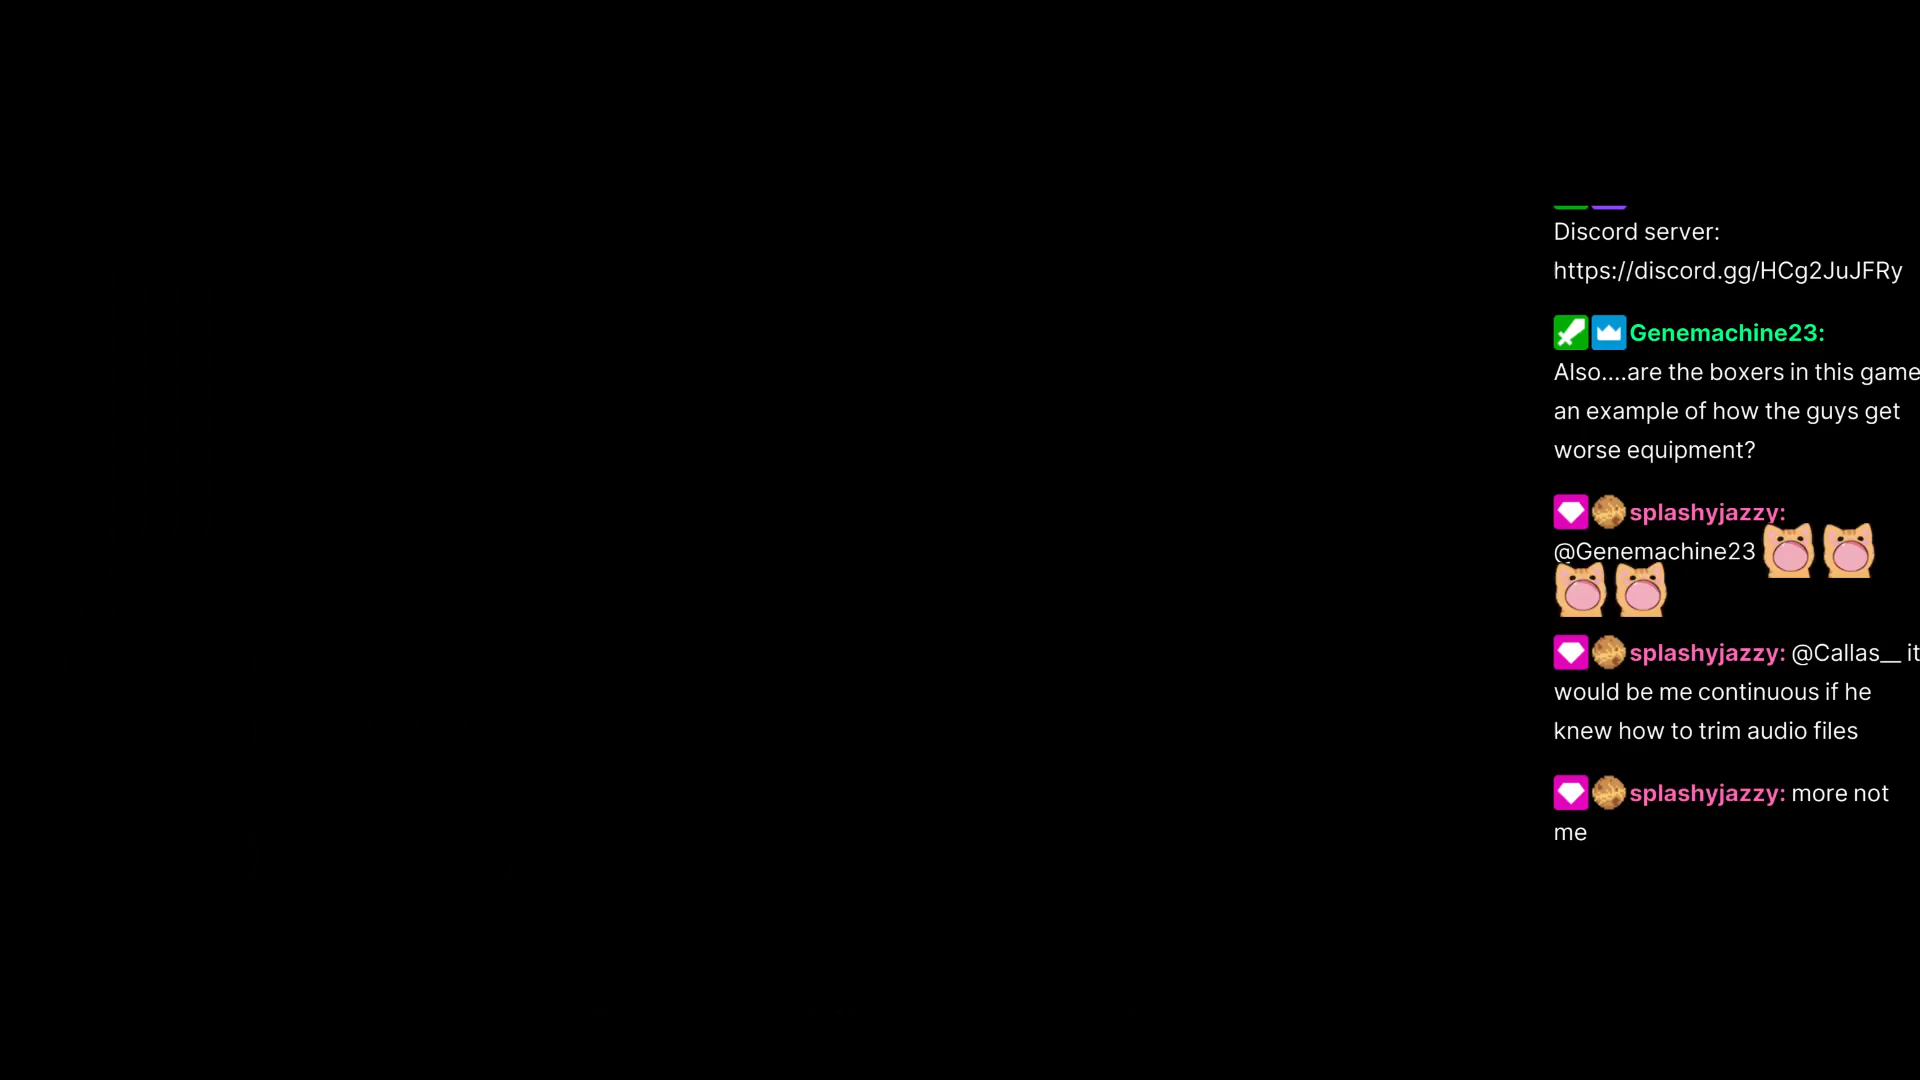 Discord server:
https://discord.gg/HCg2JuJFRy
Genemachine23:
Also....are the boxers in this game
an example of how the guys get
worse equipment?
splashyjazzy:
@Genemachine23
splashyjazzy: @Callas__ it
would be me continuous if he
knew how to trim audio files
splashyjazzy: more not
me